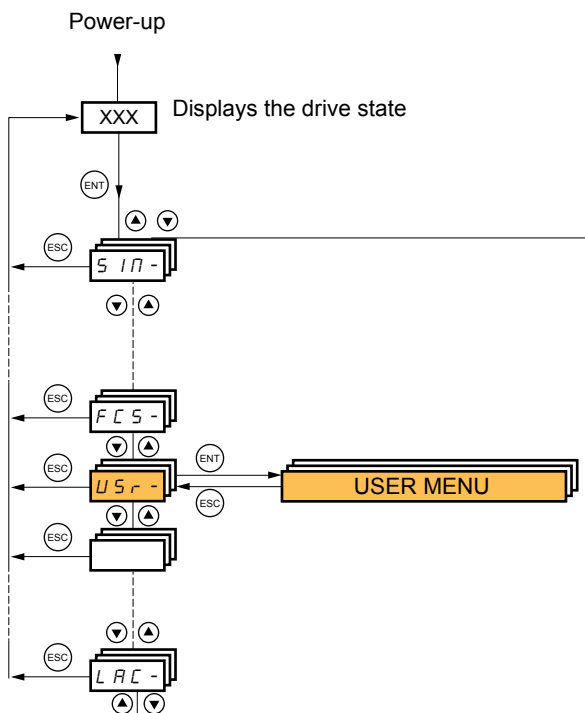 Power-up
XXX Displays the drive state
ENT
ESC
SIM-
ESC
FCS-
ESC
ENT
USr- USER MENU
ESC
ESC
ESC
LAC-